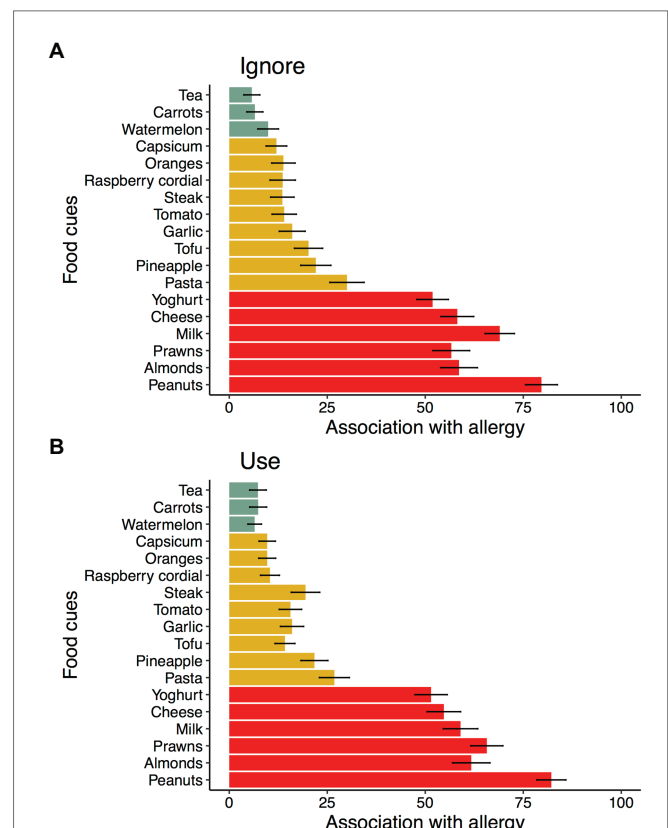 A
Ignore
Food cues
Tea
Carrots
Watermelon
Capsicum
Oranges
Raspberry cordial
Steak
Tomato
Garlic
Tofu
Pineapple
Pasta
Yoghurt
Cheese
Milk
Prawns
Almonds
Peanuts
0 25 50 75 100
Association with allergy
B
Use
Food cues
Tea
Carrots
Watermelon
Capsicum
Oranges
Raspberry cordial
Steak
Tomato
Garlic
Tofu
Pineapple
Pasta
Yoghurt
Cheese
Milk
Prawns
Almonds
Peanuts
0 25 50 75 100
Association with allergy